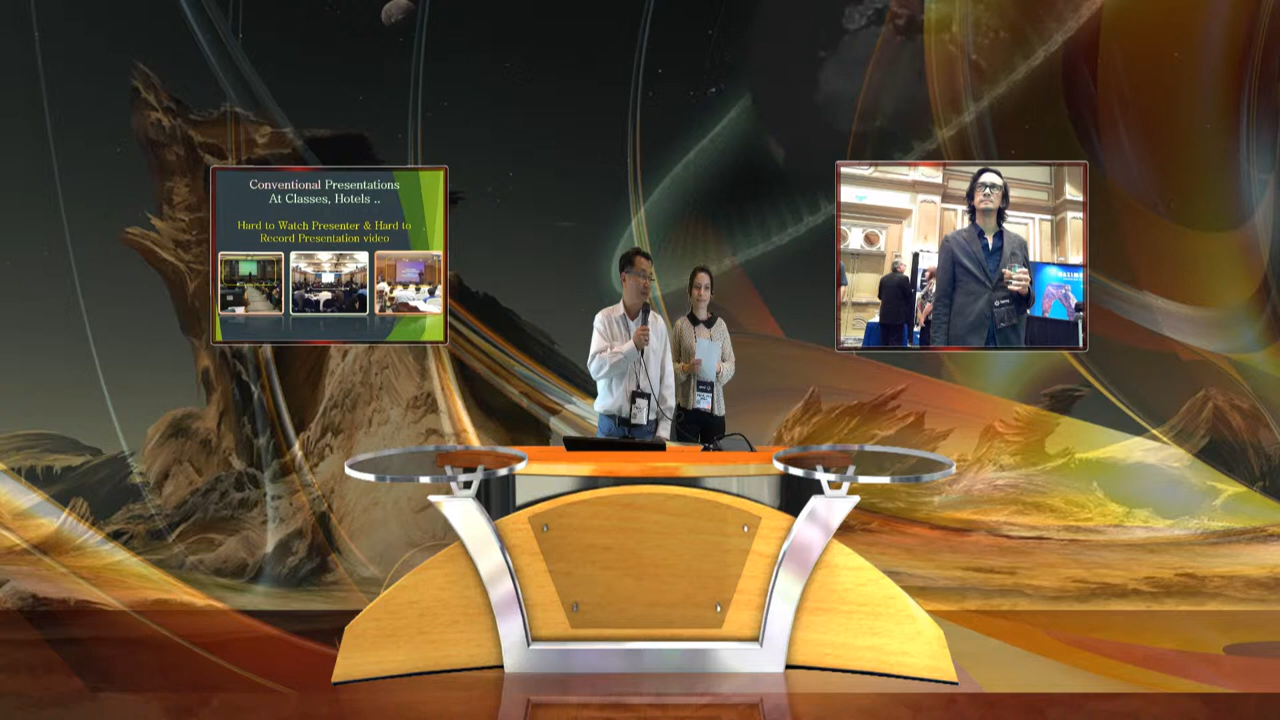 Conventional Presentations
At Classes, Hotels ..
Hard to Watch Presenter & Hard to
Record Presentation video